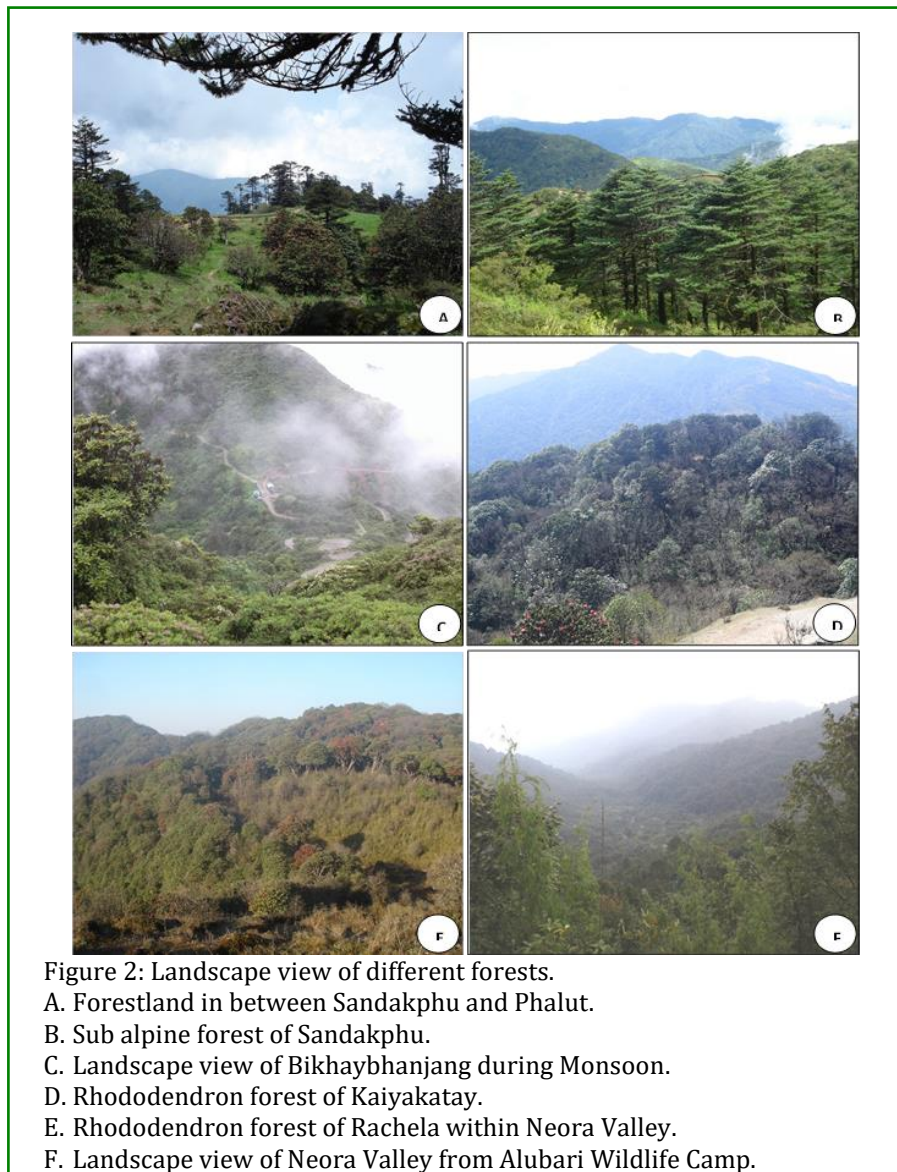 A
B
C
D
E
F
Figure 2: Landscape view of different forests.
A. Forestland in between Sandakphu and Phalut.
B. Sub alpine forest of Sandakphu.
C. Landscape view of Bikhaybhanjang during Monsoon.
D. Rhododendron forest of Kaiyakatay.
E. Rhododendron forest of Rachela within Neora Valley.
F. Landscape view of Neora Valley from Alubari Wildlife Camp.